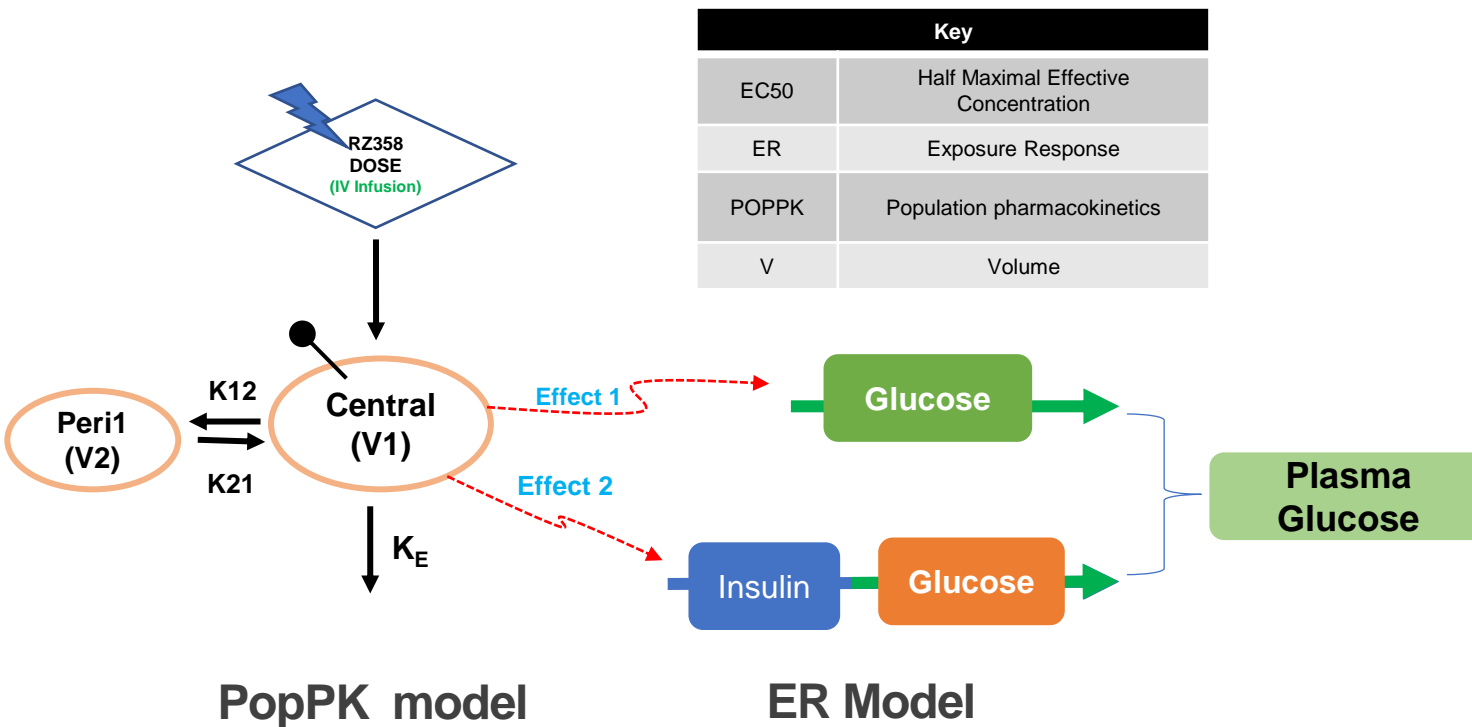 Key
EC50
Half Maximal Effective
Concentration
ER
Exposure Response
POPPK
Population pharmacokinetics
V
Volume
RZ358
DOSE
(IV Infusion)
K12
Peri1
(V2)
K21
Central
(V1)
KE
Effect 1
Effect 2
Glucose
Insulin
Glucose
Plasma
Glucose
PopPK model
ER Model